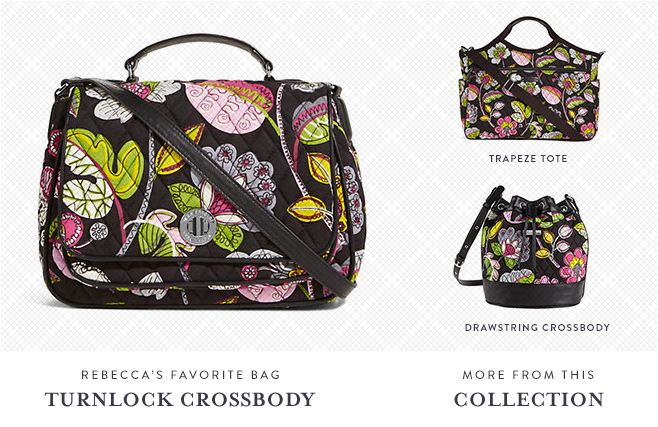 TRAPEZE TOTE
DRAWSTRING CROSSBODY
REBECCA'S FAVORITE BAG
TURNLOCK CROSSBODY
MORE FROM THIS
COLLECTION